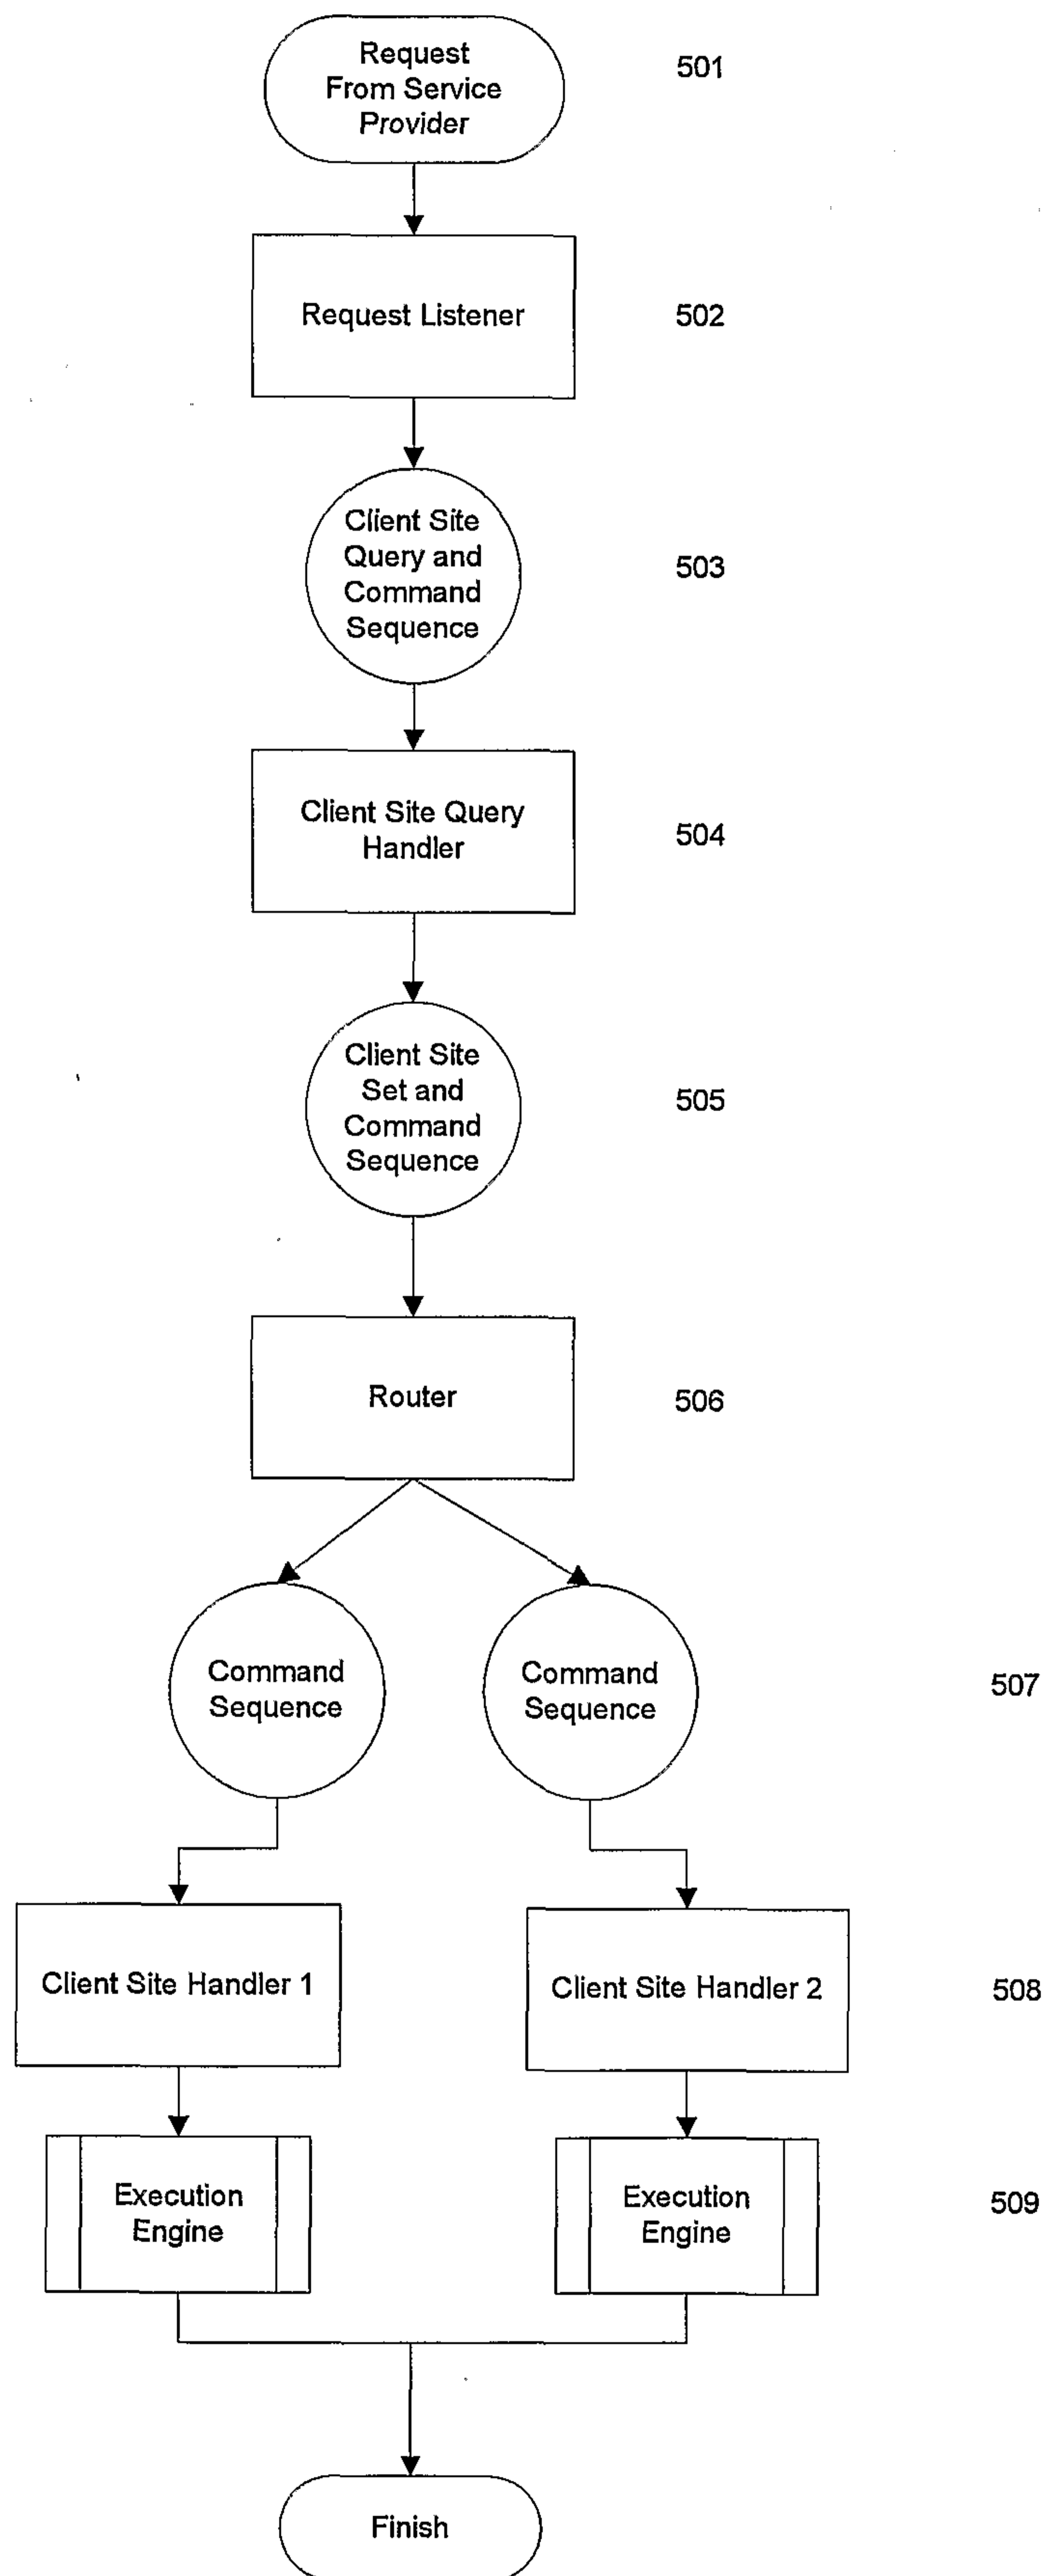 Request
From Service
Provider
501
Request Listener
502
Client Site
Query and
Command
Sequence
503
Client Site Query
Handler
504
Client Site
Set and
Command
Sequence
505
Router
506
Command
Sequence
Command
Sequence
507
Client Site Handler 1
Client Site Handler 2
508
Execution
Engine
Execution
Engine
509
Finish